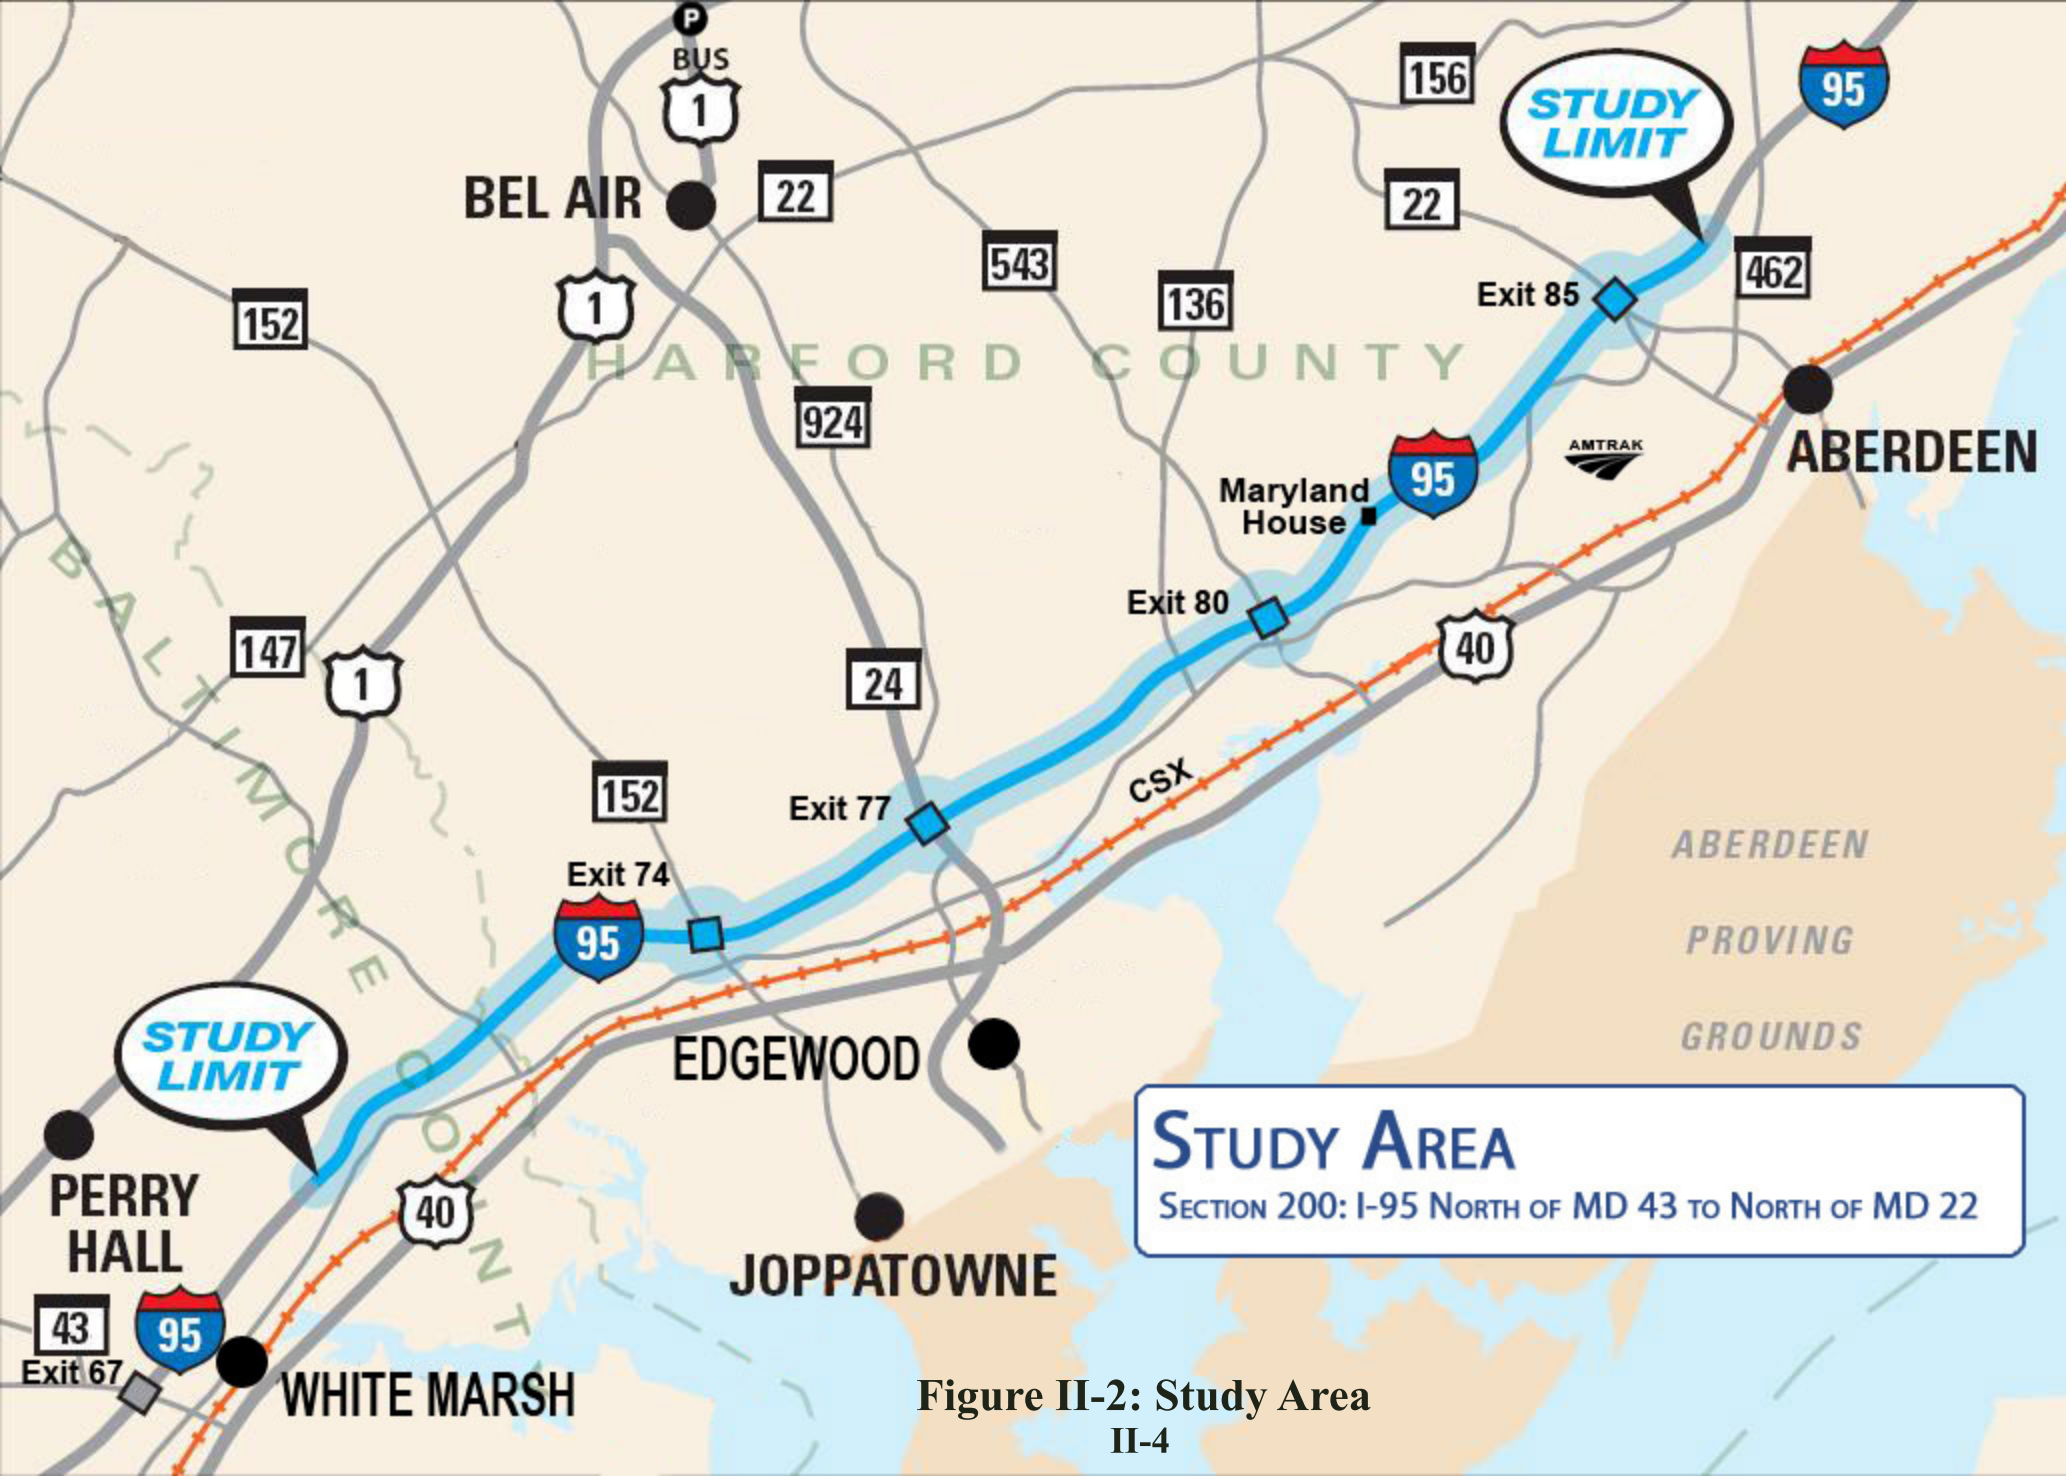 P
BUS
1
156
STUDY
LIMIT
95
BEL AIR
22
22
543
462
136
Exit 85
152
1
HARFORD COUNTY
924
AMTRAK
ABERDEEN
95
Maryland
House
BALTIMORE COUNTY
Exit 80
147
1
24
40
152
Exit 77
CSX
Exit 74
95
ABERDEEN
PROVING
GROUNDS
STUDY
LIMIT
EDGEWOOD
STUDY AREA
SECTION 200: I-95 NORTH OF MD 43 TO NORTH OF MD 22
PERRY
HALL
40
JOPPATOWNE
43
95
Exit 67
WHITE MARSH
Figure II-2: Study Area
II-4